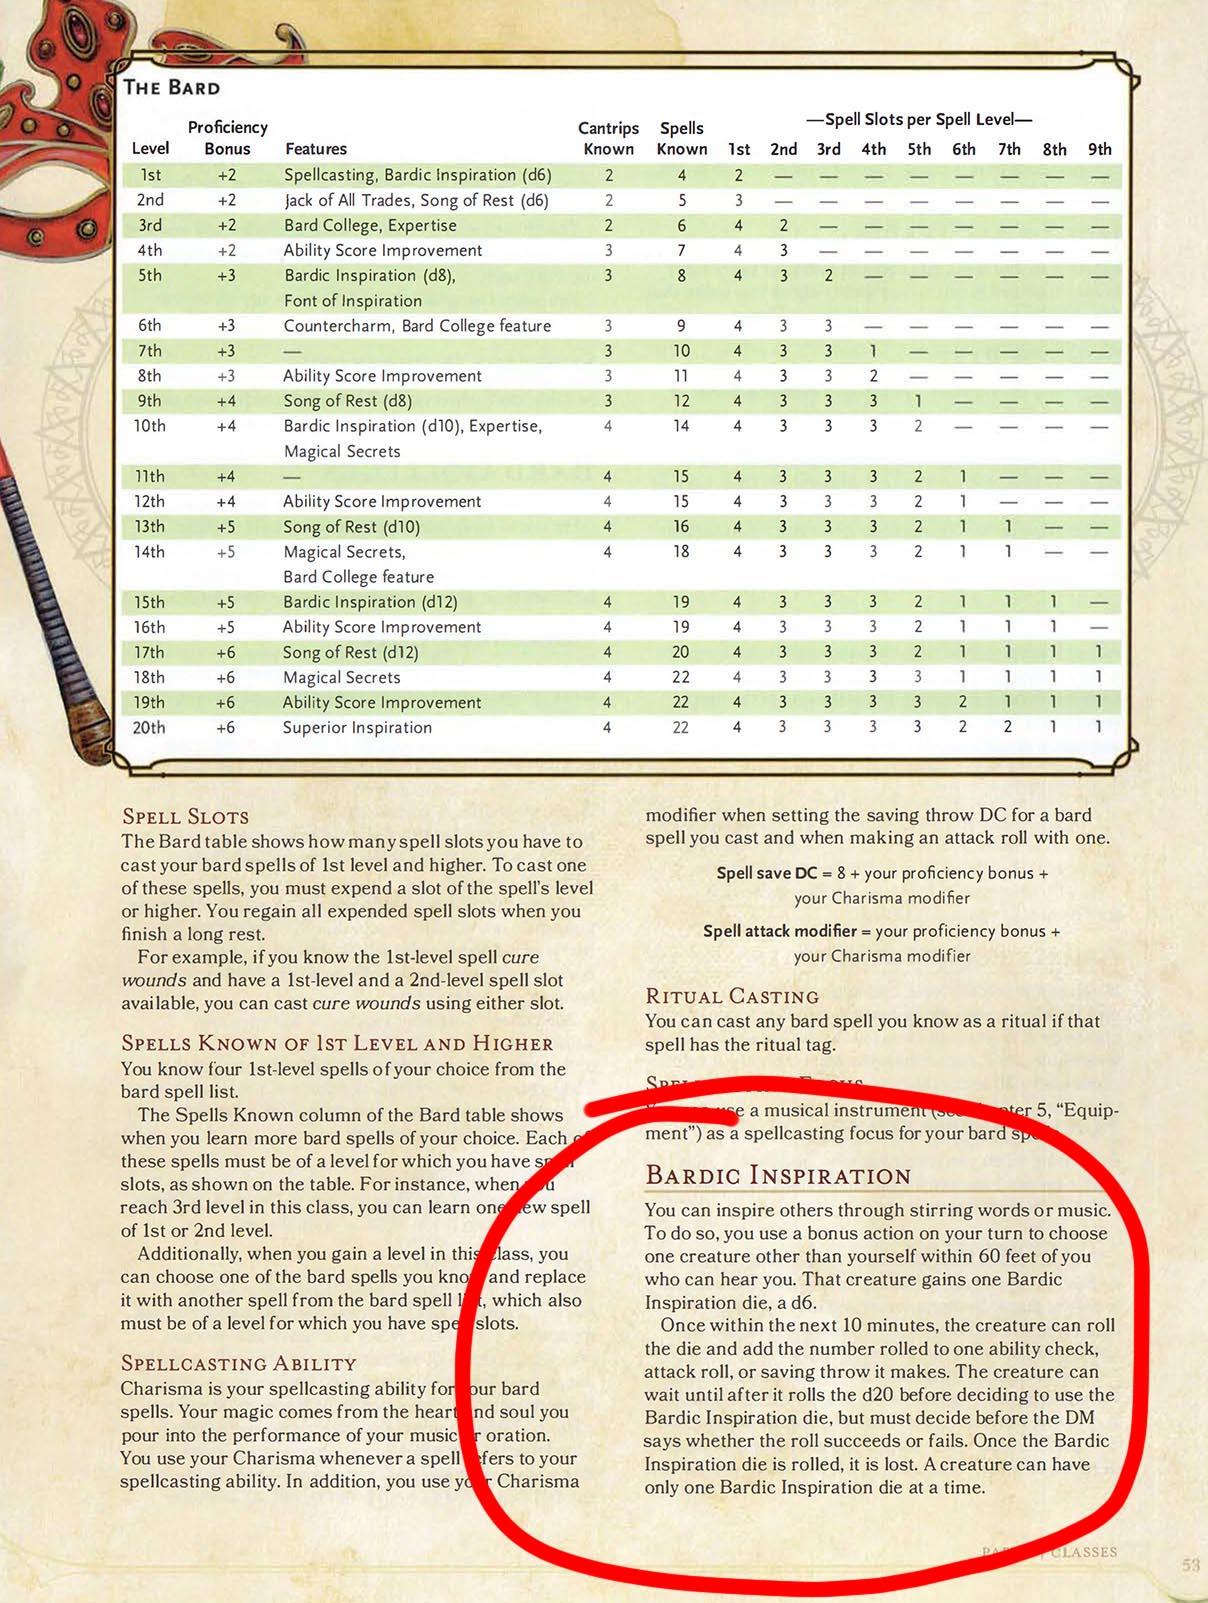 THE BARD
—Spell Slots per Spell Level—
Proficiency Cantrips Spells
Level Bonus Features Known Known 1st 2nd 3rd 4th 5th 6th 7th 8th 9th
1st +2 Spellcasting, Bardic Inspiration (d6) 2 4 2 — — — — — — — —
2nd +2 Jack of All Trades, Song of Rest (d6) 2 5 3 — — — — — — — —
3rd +2 Bard College, Expertise 2 6 4 2 — — — — — — —
4th +2 Ability Score Improvement 3 7 4 3 — — — — — — —
5th +3 Bardic Inspiration (d8), 3 8 4 3 2 — — — — — —
Font of Inspiration
6th +3 Countercharm, Bard College feature 3 9 4 3 3 — — — — — —
7th +3 — 3 10 4 3 3 1 — — — — —
8th +3 Ability Score Improvement 3 11 4 3 3 2 — — — — —
9th +4 Song of Rest (d8) 3 12 4 3 3 3 1 — — — —
10th +4 Bardic Inspiration (d10), Expertise, 4 14 4 3 3 3 2 — — — —
Magical Secrets
11th +4 — 4 15 4 3 3 3 2 1 — — —
12th +4 Ability Score Improvement 4 15 4 3 3 3 2 1 — — —
13th +5 Song of Rest (d10) 4 16 4 3 3 3 2 1 1 — —
14th +5 Magical Secrets, 4 18 4 3 3 3 2 1 1 — —
Bard College feature
15th +5 Bardic Inspiration (d12) 4 19 4 3 3 3 2 1 1 1 —
16th +5 Ability Score Improvement 4 19 4 3 3 3 2 1 1 1 —
17th +6 Song of Rest (d12) 4 20 4 3 3 3 2 1 1 1 1
18th +6 Magical Secrets 4 22 4 3 3 3 3 1 1 1 1
19th +6 Ability Score Improvement 4 22 4 3 3 3 3 2 1 1 1
20th +6 Superior Inspiration 4 22 4 3 3 3 3 2 2 1 1
SPELL SLOTS
The Bard table shows how many spell slots you have to
cast your bard spells of 1st level and higher. To cast one
of these spells, you must expend a slot of the spell's level
or higher. You regain all expended spell slots when you
finish a long rest.
For example, if you know the 1st-level spell cure
wounds and have a 1st-level and a 2nd-level spell slot
available, you can cast cure wounds using either slot.
SPELLS KNOWN OF 1ST LEVEL AND HIGHER
You know four 1st-level spells of your choice from the
bard spell list.
The Spells Known column of the Bard table shows
when you learn more bard spells of your choice. Each of
these spells must be of a level for which you have spell
slots, as shown on the table. For instance, when you
reach 3rd level in this class, you can learn one new spell
of 1st or 2nd level.
Additionally, when you gain a level in this class, you
can choose one of the bard spells you know and replace
it with another spell from the bard spell list, which also
must be of a level for which you have spell slots.
SPELLCASTING ABILITY
Charisma is your spellcasting ability for your bard
spells. Your magic comes from the heart and soul you
pour into the performance of your music or oration.
You use your Charisma whenever a spell refers to your
spellcasting ability. In addition, you use your Charisma
modifier when setting the saving throw DC for a bard
spell you cast and when making an attack roll with one.
Spell save DC = 8 + your proficiency bonus +
your Charisma modifier
Spell attack modifier = your proficiency bonus +
your Charisma modifier
RITUAL CASTING
You can cast any bard spell you know as a ritual if that
spell has the ritual tag.
SPELLCASTING FOCUS
You can use a musical instrument (see chapter 5, “Equip-
ment”) as a spellcasting focus for your bard spells.
BARDIC INSPIRATION
You can inspire others through stirring words or music.
To do so, you use a bonus action on your turn to choose
one creature other than yourself within 60 feet of you
who can hear you. That creature gains one Bardic
Inspiration die, a d6.
Once within the next 10 minutes, the creature can roll
the die and add the number rolled to one ability check,
attack roll, or saving throw it makes. The creature can
wait until after it rolls the d20 before deciding to use the
Bardic Inspiration die, but must decide before the DM
says whether the roll succeeds or fails. Once the Bardic
Inspiration die is rolled, it is lost. A creature can have
only one Bardic Inspiration die at a time.
CLASSES
53